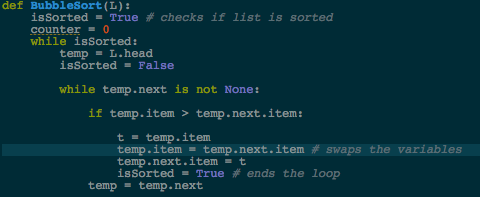 def BubbleSort(L):
    isSorted = True # checks if list is sorted
    counter = 0
    while isSorted:
        temp = L.head
        isSorted = False
        while temp.next is not None:
            if temp.item > temp.next.item:
                t = temp.item
                temp.item = temp.next.item # swaps the variables
                temp.next.item = t
                isSorted = True # ends the loop
            temp = temp.next